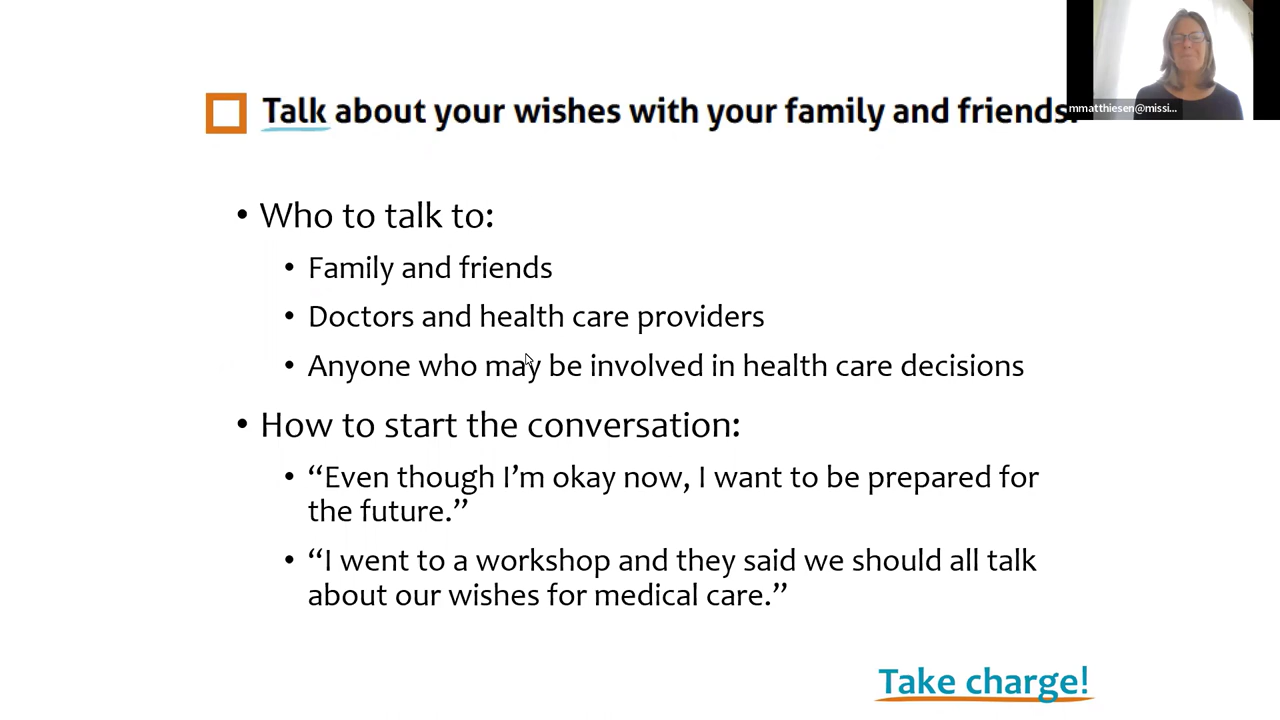 Talk about your wishes with your family and friends.
mmatthiesen@missi...
• Who to talk to:
• Family and friends
• Doctors and health care providers
• Anyone who may be involved in health care decisions
• How to start the conversation:
• “Even though I’m okay now, I want to be prepared for
the future.”
• “I went to a workshop and they said we should all talk
about our wishes for medical care.”
Take charge!